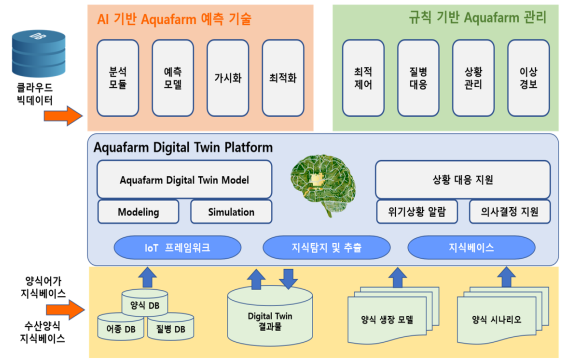 AI 기반 Aquafarm 예측 기술
규칙 기반 Aquafarm 관리
DB
클라우드
빅데이터
분석
모듈
예측
모델
가시화
최적화
최적
제어
질병
대응
상황
관리
이상
경보
Aquafarm Digital Twin Platform
Aquafarm Digital Twin Model
Modeling
Simulation
상황 대응 지원
위기상황 알람
의사결정 지원
IoT 프레임워크
지식탐지 및 추출
지식베이스
양식어가
지식베이스
수산양식
지식베이스
양식 DB
어종 DB
질병 DB
Digital Twin
결과물
양식 생장 모델
양식 시나리오